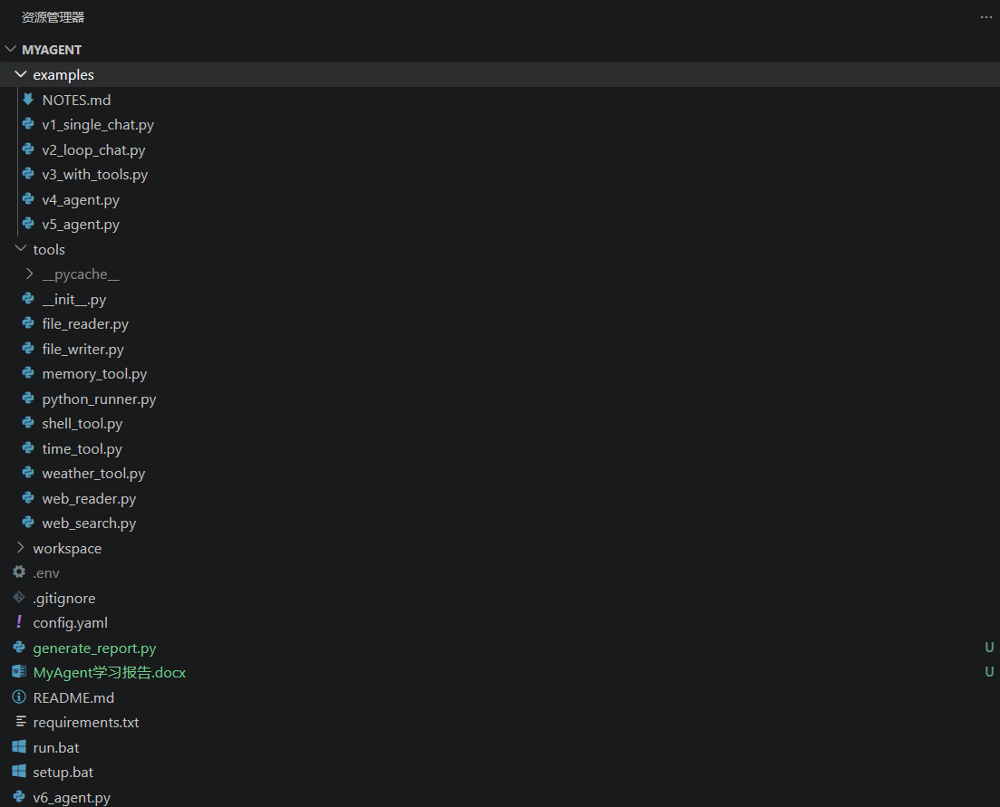 资源管理器
MYAGENT
examples
NOTES.md
v1_single_chat.py
v2_loop_chat.py
v3_with_tools.py
v4_agent.py
v5_agent.py
tools
__pycache__
__init__.py
file_reader.py
file_writer.py
memory_tool.py
python_runner.py
shell_tool.py
time_tool.py
weather_tool.py
web_reader.py
web_search.py
workspace
.env
.gitignore
config.yaml
generate_report.py U
MyAgent学习报告.docx U
README.md
requirements.txt
run.bat
setup.bat
v6_agent.py